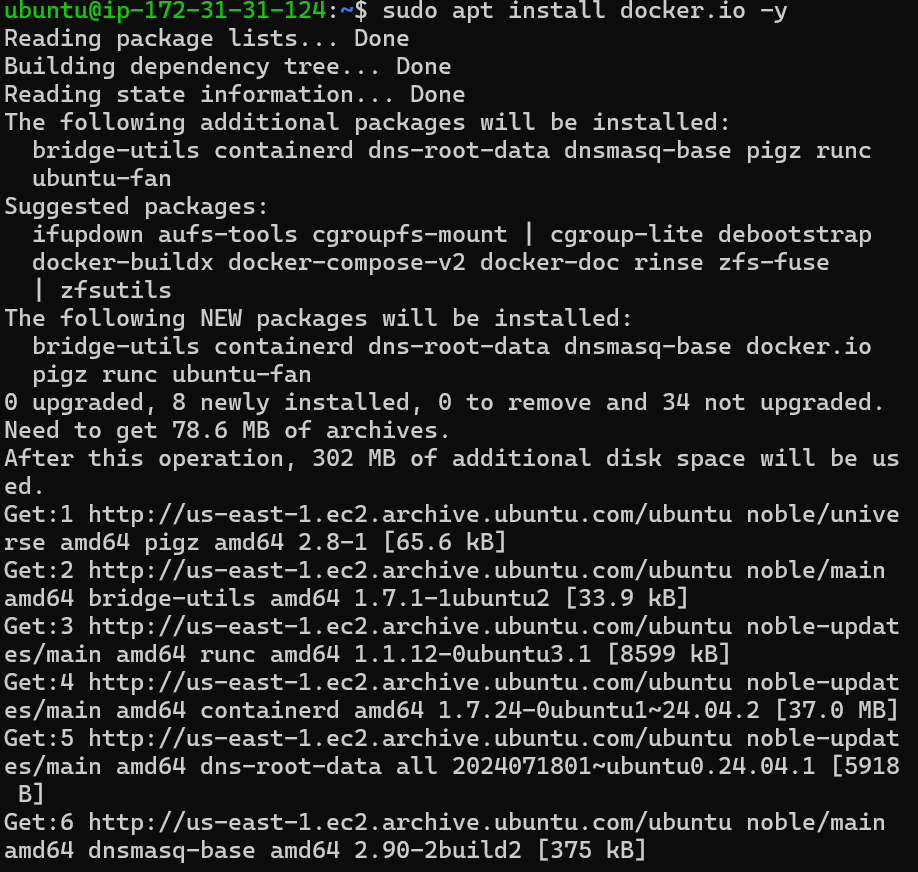 ubuntu@ip-172-31-31-124:~$ sudo apt install docker.io -y
Reading package lists... Done
Building dependency tree... Done
Reading state information... Done
The following additional packages will be installed:
  bridge-utils containerd dns-root-data dnsmasq-base pigz runc
  ubuntu-fan
Suggested packages:
  ifupdown aufs-tools cgroupfs-mount | cgroup-lite debootstrap
  docker-buildx docker-compose-v2 docker-doc rinse zfs-fuse
  | zfsutils
The following NEW packages will be installed:
  bridge-utils containerd dns-root-data dnsmasq-base docker.io
  pigz runc ubuntu-fan
0 upgraded, 8 newly installed, 0 to remove and 34 not upgraded.
Need to get 78.6 MB of archives.
After this operation, 302 MB of additional disk space will be us
ed.
Get:1 http://us-east-1.ec2.archive.ubuntu.com/ubuntu noble/unive
rse amd64 pigz amd64 2.8-1 [65.6 kB]
Get:2 http://us-east-1.ec2.archive.ubuntu.com/ubuntu noble/main
amd64 bridge-utils amd64 1.7.1-1ubuntu2 [33.9 kB]
Get:3 http://us-east-1.ec2.archive.ubuntu.com/ubuntu noble-updat
es/main amd64 runc amd64 1.1.12-0ubuntu3.1 [8599 kB]
Get:4 http://us-east-1.ec2.archive.ubuntu.com/ubuntu noble-updat
es/main amd64 containerd amd64 1.7.24-0ubuntu1~24.04.2 [37.0 MB]
Get:5 http://us-east-1.ec2.archive.ubuntu.com/ubuntu noble-updat
es/main amd64 dns-root-data all 2024071801~ubuntu0.24.04.1 [5918
 B]
Get:6 http://us-east-1.ec2.archive.ubuntu.com/ubuntu noble/main
amd64 dnsmasq-base amd64 2.90-2build2 [375 kB]